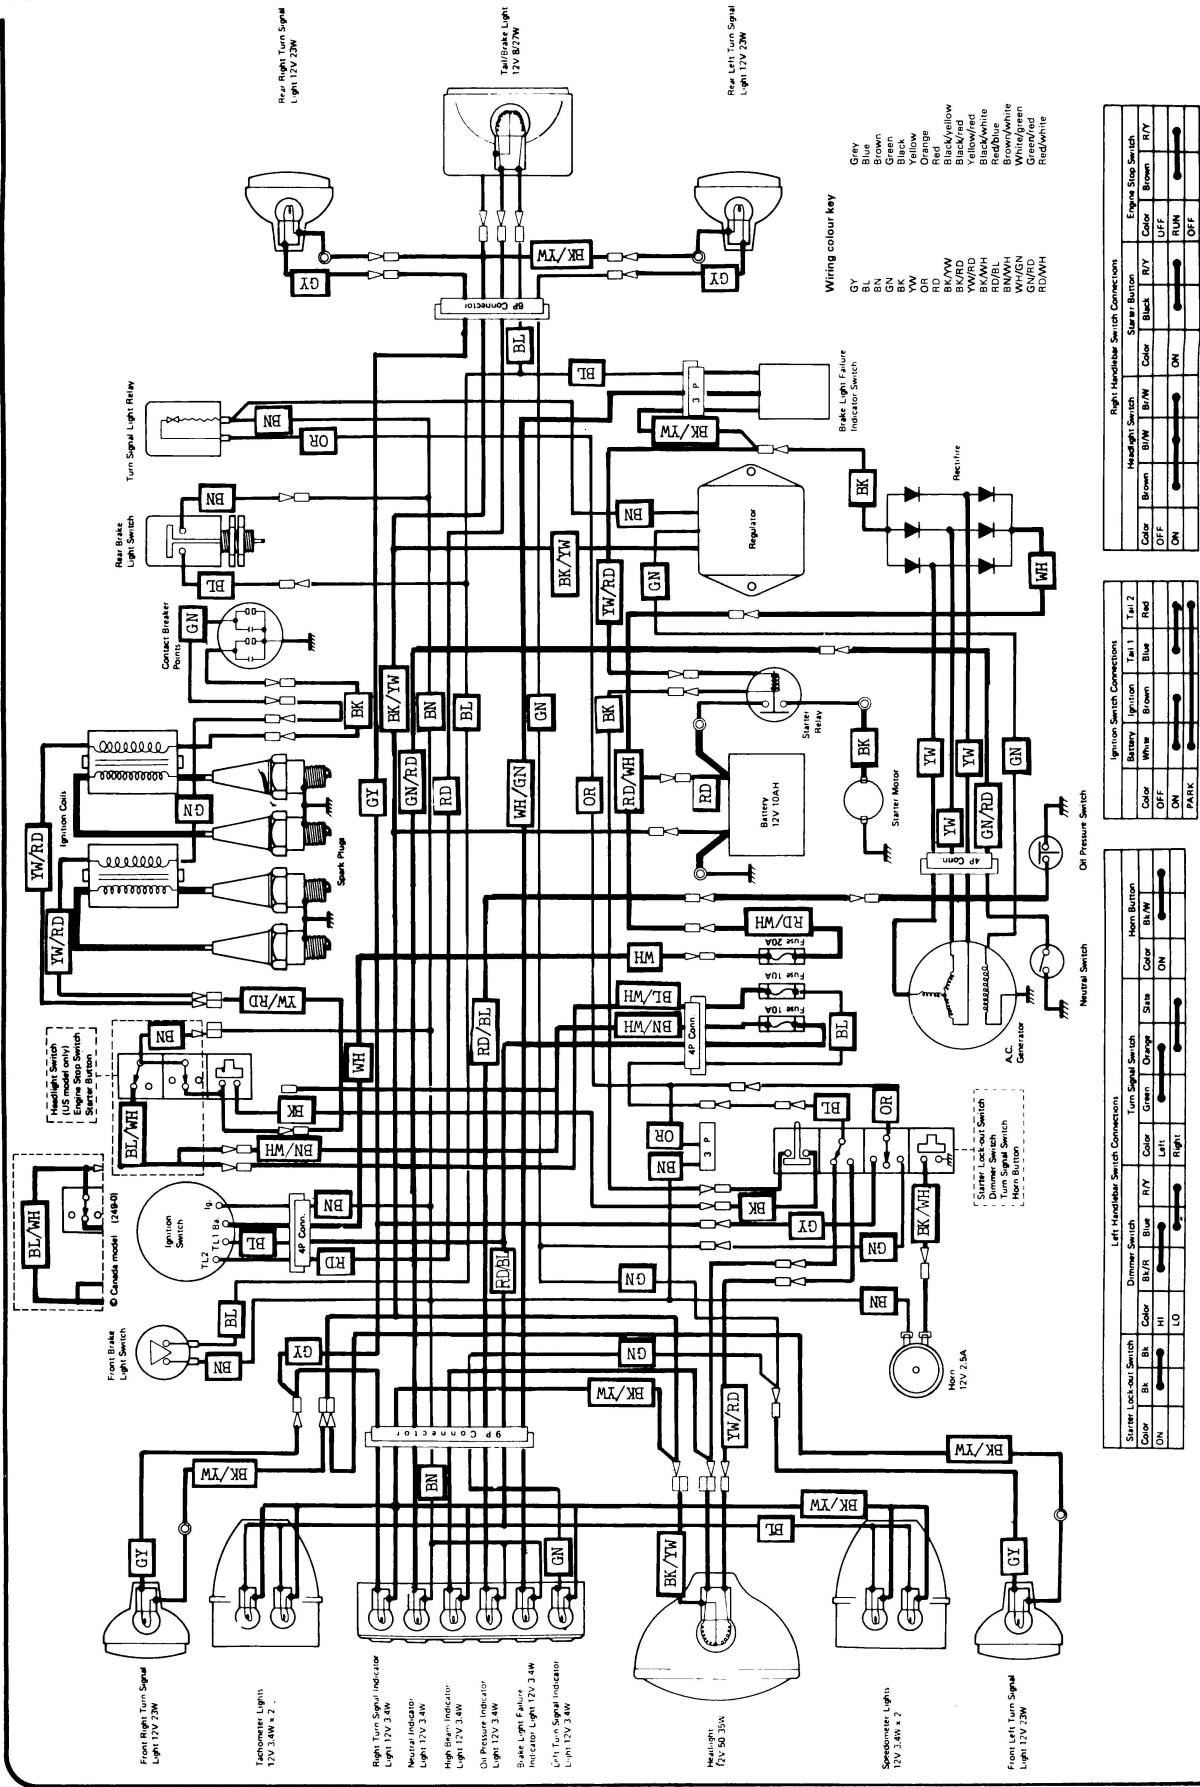 Rear Right Turn Signal
Light 12V 23W
Tail/Brake Light
12V 8/27W
Rear Left Turn Signal
Light 12V 23W
GY
BK/YW
GY
6P Connector
BL
Wiring colour key
GY Grey
BL Blue
BN Brown
GN Green
BK Black
YW Yellow
OR Orange
RD Red
BK/YW Black/yellow
BK/RD Black/red
YW/RD Yellow/red
BK/WH Black/white
RD/BL Red/blue
BN/WH Brown/white
WH/GN White/green
GN/RD Green/red
RD/WH Red/white
Turn Signal Light Relay
BN
OR
BL
3 P
BK/YW
Brake Light Failure
Indicator Switch
Rear Brake
Light Switch
BN
BL
BN
Regulator
BK
Rectifire
BK/YW
YW/RD
GN
WH
Contact Breaker
Points
GN
BK
BK/YW
BN
BL
GN
BK
Starter
Relay
BK
Ignition Coils
YW/RD
YW/RD
GN
Spark Plugs
GY
GN/RD
RD
WH/GN
OR
RD/WH
RD
Battery
12V 10AH
Starter Motor
YW
YW
YW
GN
GN/RD
4P Conn.
Oil Pressure Switch
RD/WH
Fuse 20A
Fuse 10A
Fuse 10A
WH
BL/WH
BN/WH
4P Conn.
BL
A.C.
Generator
Neutral Switch
YW/RD
Headlight Switch
(US model only)
Engine Stop Switch
Starter Button
BN
BL/WH
BK
BN/WH
WH
RD/BL
OR
BN
3 P
BL
OR
BK
GY
GN
BK/WH
Starter Lock-out Switch
Dimmer Switch
Turn Signal Switch
Horn Button
BL/WH
© Canada model (2490)
Ignition
Switch
Ig.
Ba.
TL1
TL2
BN
BL
4P Conn.
RD
RD/BL
GN
BN
Horn
12V 2.5A
Front Brake
Light Switch
BL
BN
GY
GN
BK/YW
YW/RD
BK/YW
9P Connector
BN
BK/YW
BK/YW
BL
GN
BK/YW
GY
GY
Front Right Turn Signal
Light 12V 23W
Tachometer Lights
12V 3.4W x 2
Right Turn Signal Indicator
Light 12V 3.4W
Neutral Indicator
Light 12V 3.4W
High Beam Indicator
Light 12V 3.4W
Oil Pressure Indicator
Light 12V 3.4W
Brake Light Failure
Indicator Light 12V 3.4W
Left Turn Signal Indicator
Light 12V 3.4W
Headlight
12V 50 35W
Speedometer Lights
12V 3.4W x 2
Front Left Turn Signal
Light 12V 23W
Left Handlebar Switch Connections
Starter Lock-out Switch Dimmer Switch Turn Signal Switch Horn Button
Color Bk Bk Color Bk/R Blue R/Y Color Green Orange Slate Color Bk/W
ON HI Left ON
LO Right
Ignition Switch Connections
Battery Ignition Tail 1 Tail 2
Color White Brown Blue Red
OFF
ON
PARK
Right Handlebar Switch Connections
Headlight Switch Starter Button Engine Stop Switch
Color Brown Bl/W Br/W Color Black R/Y Color Brown R/Y
OFF OFF
ON ON RUN
OFF